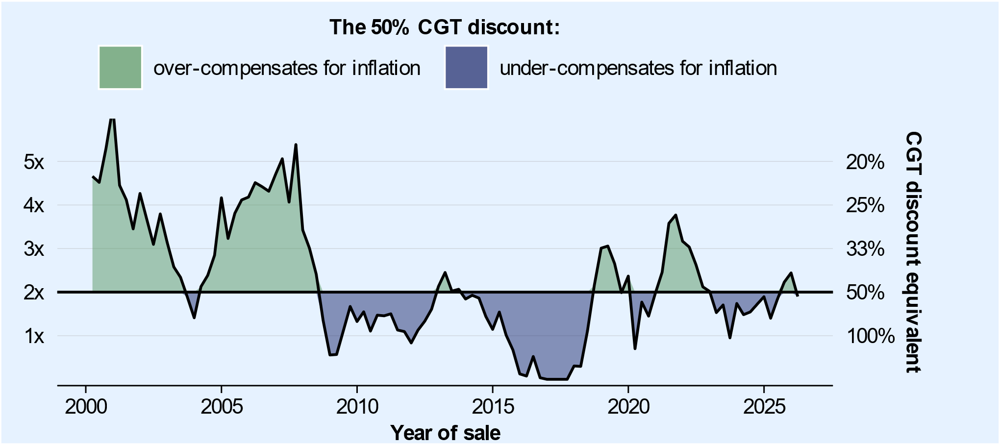 The 50% CGT discount:
over-compensates for inflation
under-compensates for inflation
5x
4x
3x
2x
1x
20%
25%
33%
50%
100%
CGT discount equivalent
2000
2005
2010
2015
2020
2025
Year of sale